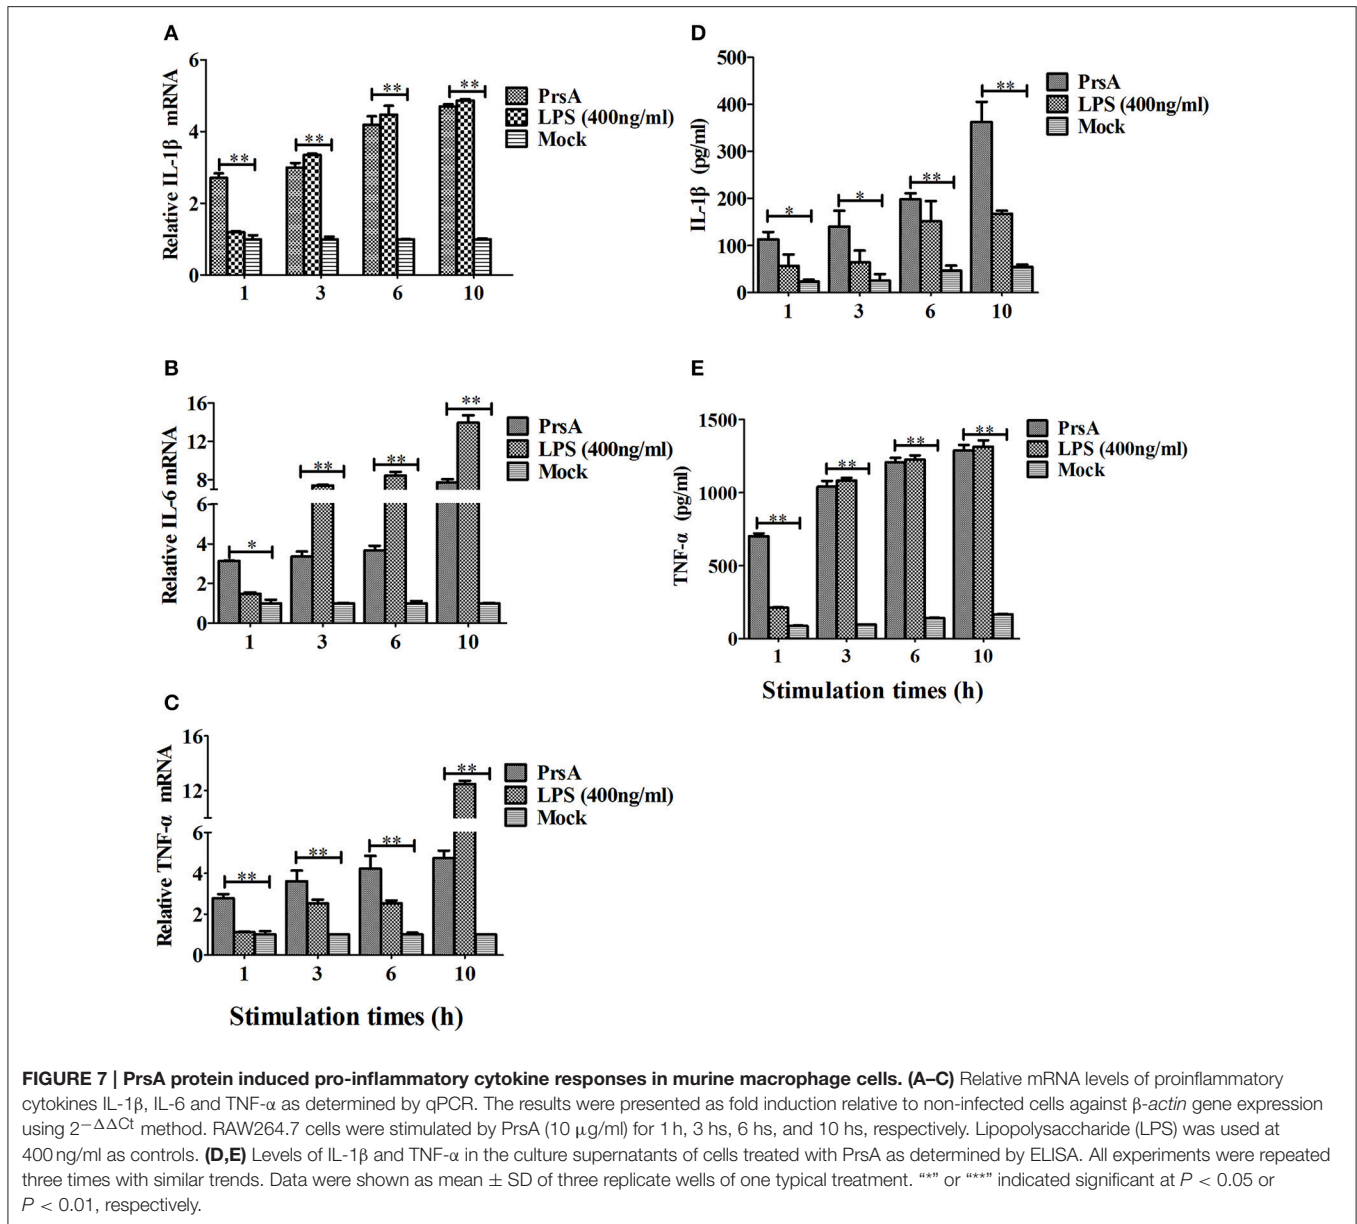 A
Relative IL-1β mRNA
6
4
2
0
**
**
**
**
1
3
6
10
PrsA
LPS (400ng/ml)
Mock
B
Relative IL-6 mRNA
16
12
8
6
4
2
0
*
**
**
**
1
3
6
10
PrsA
LPS (400ng/ml)
Mock
C
Relative TNF-α mRNA
16
12
6
4
2
0
**
**
**
**
1
3
6
10
PrsA
LPS (400ng/ml)
Mock
Stimulation times (h)
D
IL-1β (pg/ml)
500
400
300
200
100
0
*
*
**
**
1
3
6
10
PrsA
LPS (400ng/ml)
Mock
E
TNF-α (pg/ml)
1500
1000
500
0
**
**
**
**
1
3
6
10
PrsA
LPS (400ng/ml)
Mock
Stimulation times (h)
FIGURE 7 | PrsA protein induced pro-inflammatory cytokine responses in murine macrophage cells. (A–C) Relative mRNA levels of proinflammatory
cytokines IL-1β, IL-6 and TNF-α as determined by qPCR. The results were presented as fold induction relative to non-infected cells against β-actin gene expression
using 2−ΔΔCt method. RAW264.7 cells were stimulated by PrsA (10 μg/ml) for 1 h, 3 hs, 6 hs, and 10 hs, respectively. Lipopolysaccharide (LPS) was used at
400 ng/ml as controls. (D,E) Levels of IL-1β and TNF-α in the culture supernatants of cells treated with PrsA as determined by ELISA. All experiments were repeated
three times with similar trends. Data were shown as mean ± SD of three replicate wells of one typical treatment. “*” or “**” indicated significant at P < 0.05 or
P < 0.01, respectively.